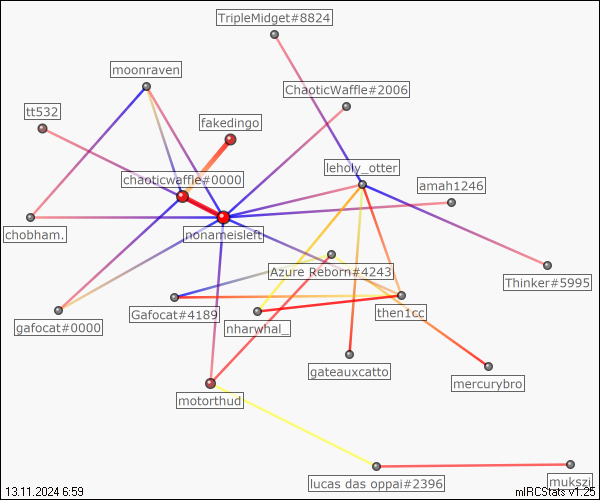 TripleMidget#8824
moonraven
ChaoticWaffle#2006
tt532
fakedingo
leholy_otter
chaoticwaffle#0000
amah1246
chobham.
nonameisleft
Azure Reborn#4243
Thinker#5995
Gafocat#4189
then1cc
gafocat#0000
nharwhal_
gateauxcatto
mercurybro
motorthud
lucas das oppai#2396
mukszi
13.11.2024 6:59
mIRCStats v1.25